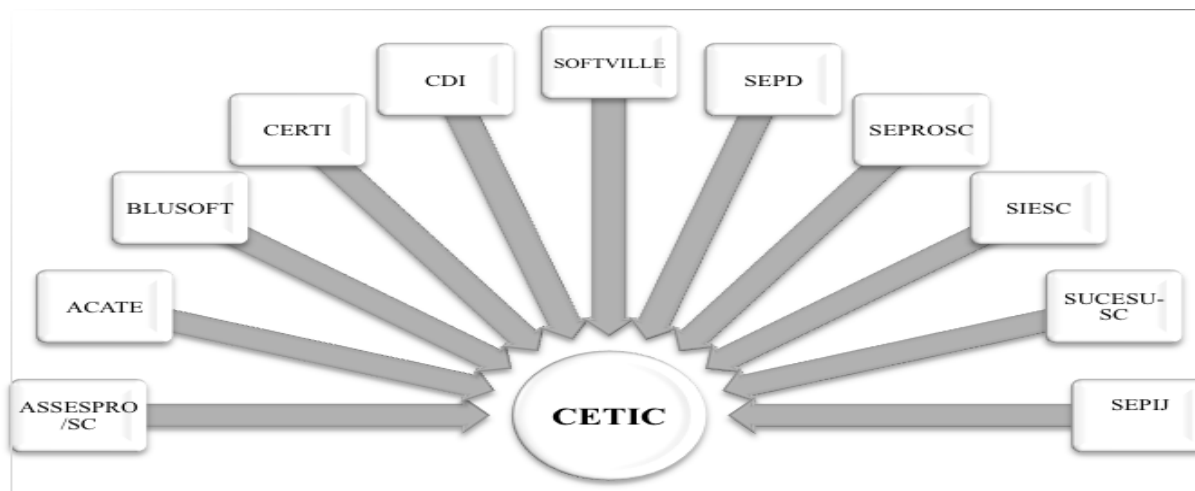 SOFTVILLE
CDI
SEPD
CERTI
SEPROSC
BLUSOFT
SIESC
ACATE
SUCESU-
SC
ASSESPRO
/SC
CETIC
SEPIJ